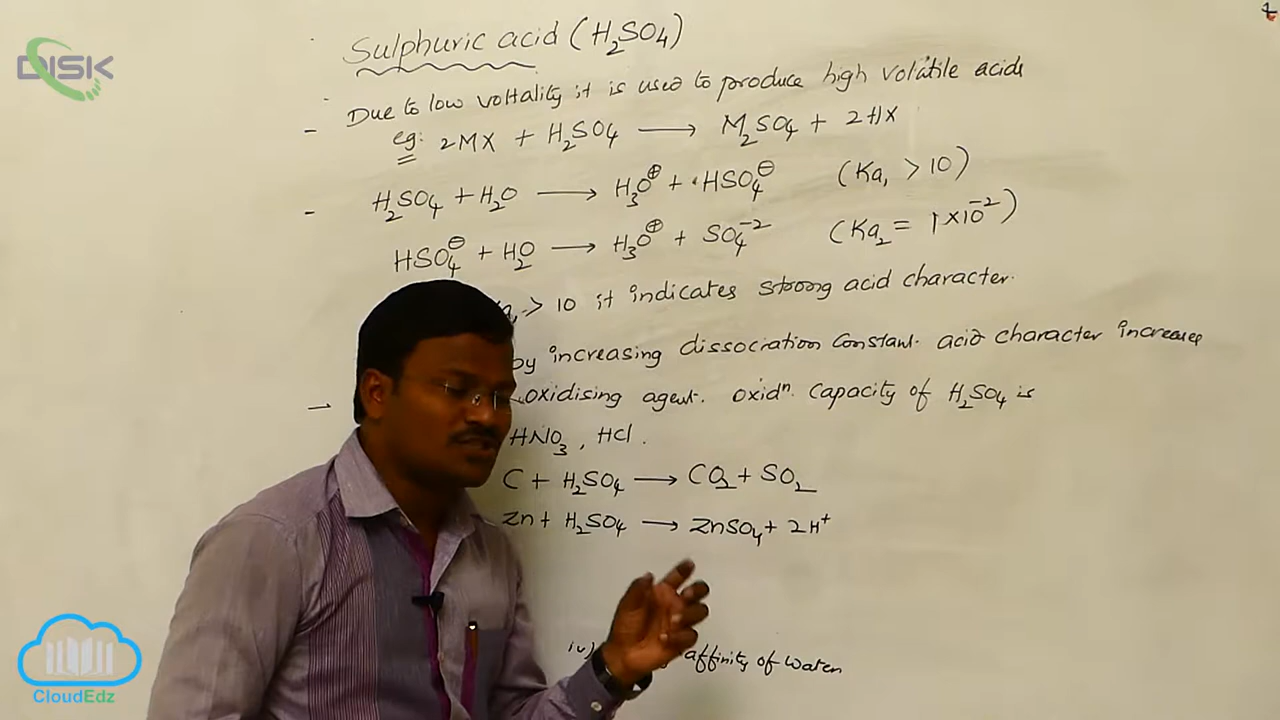 DISK
Sulphuric acid (H₂SO₄)
- Due to low voltality it is used to produce high volatile acids
eg: 2MX + H₂SO₄ ⟶ M₂SO₄ + 2HX
- H₂SO₄ + H₂O ⟶ H₃O⊕ + HSO₄⊖ (Ka₁ > 10)
HSO₄⊖ + H₂O ⟶ H₃O⊕ + SO₄⁻² (Ka₂ = 1×10⁻²)
> 10 it indicates strong acid character.
by increasing dissociation constant. acid character increases
- oxidising agent. oxidⁿ. capacity of H₂SO₄ is
HNO₃, HCl.
C + H₂SO₄ ⟶ CO₂ + SO₂
Zn + H₂SO₄ ⟶ ZnSO₄ + 2H⁺
iv) affinity of water
CloudEdz